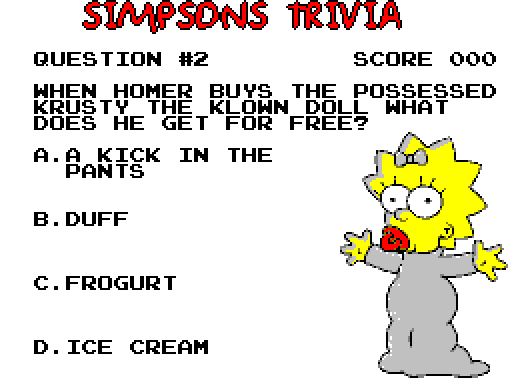 SIMPSONS TRIVIA
QUESTION #2 SCORE 000
WHEN HOMER BUYS THE POSSESSED
KRUSTY THE KLOWN DOLL WHAT
DOES HE GET FOR FREE?
A.A KICK IN THE
PANTS
B.DUFF
C.FROGURT
D.ICE CREAM